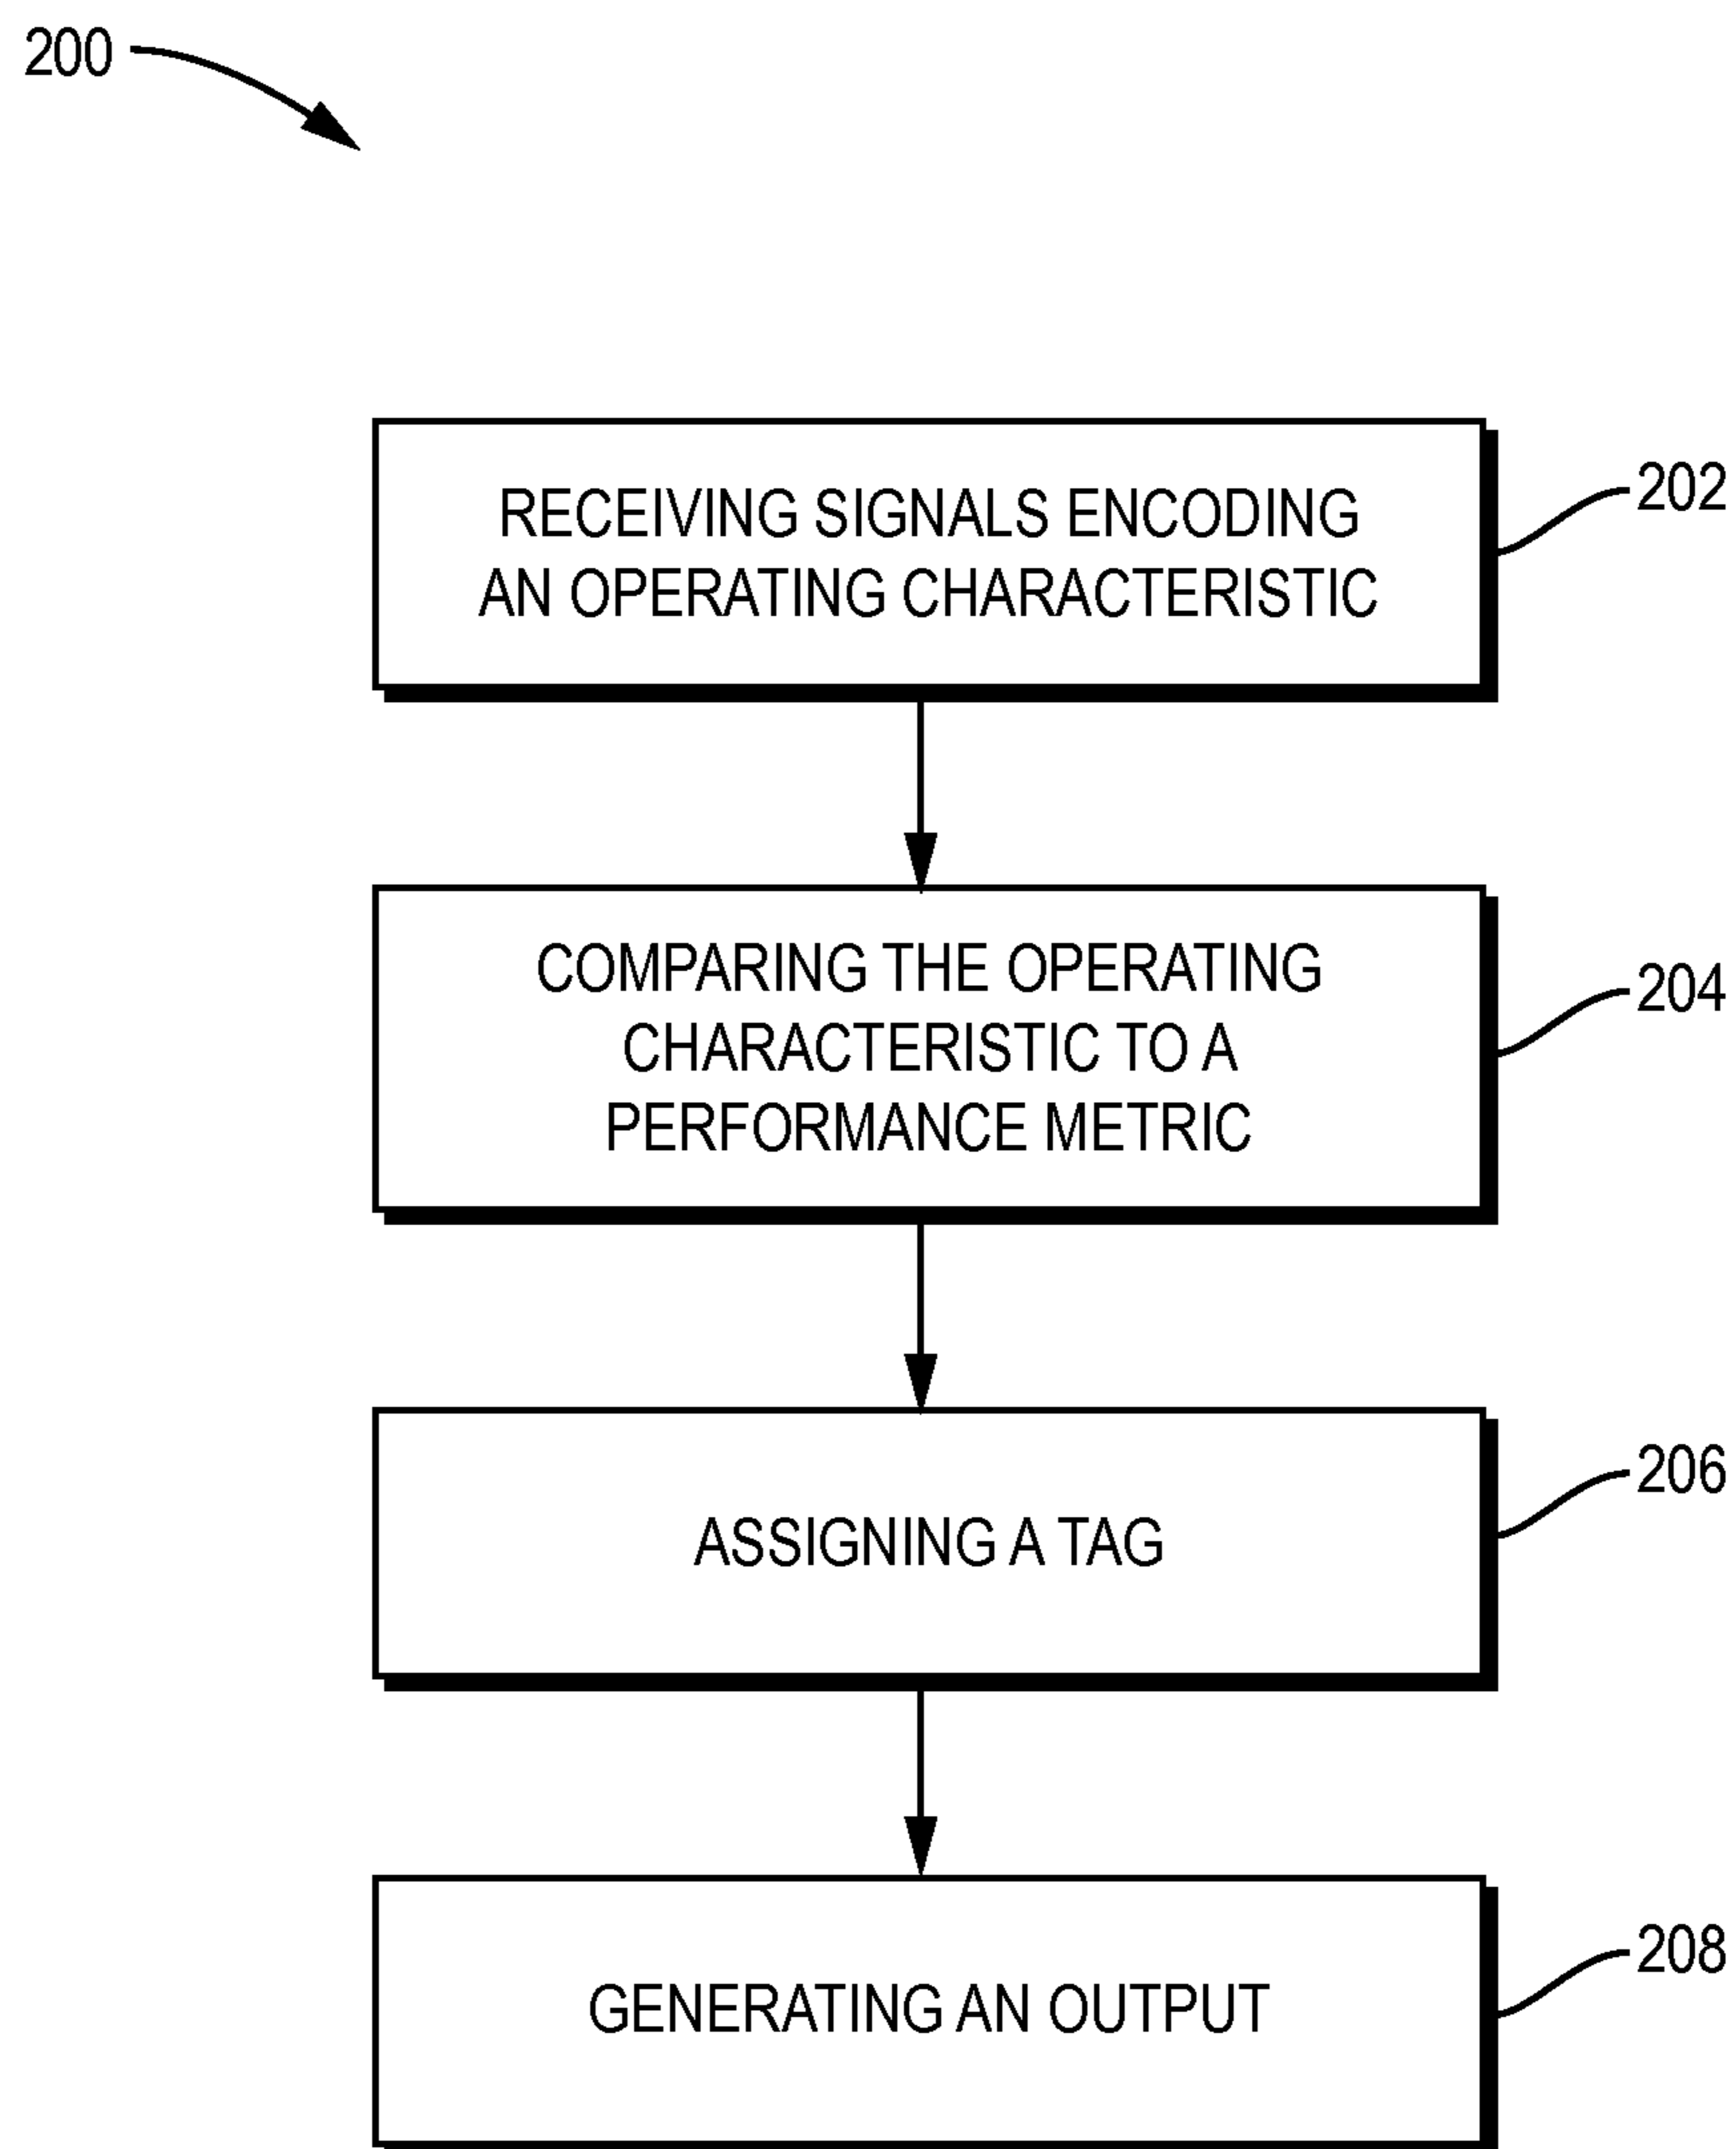 200
RECEIVING SIGNALS ENCODING
AN OPERATING CHARACTERISTIC
202
COMPARING THE OPERATING
CHARACTERISTIC TO A
PERFORMANCE METRIC
204
ASSIGNING A TAG
206
GENERATING AN OUTPUT
208